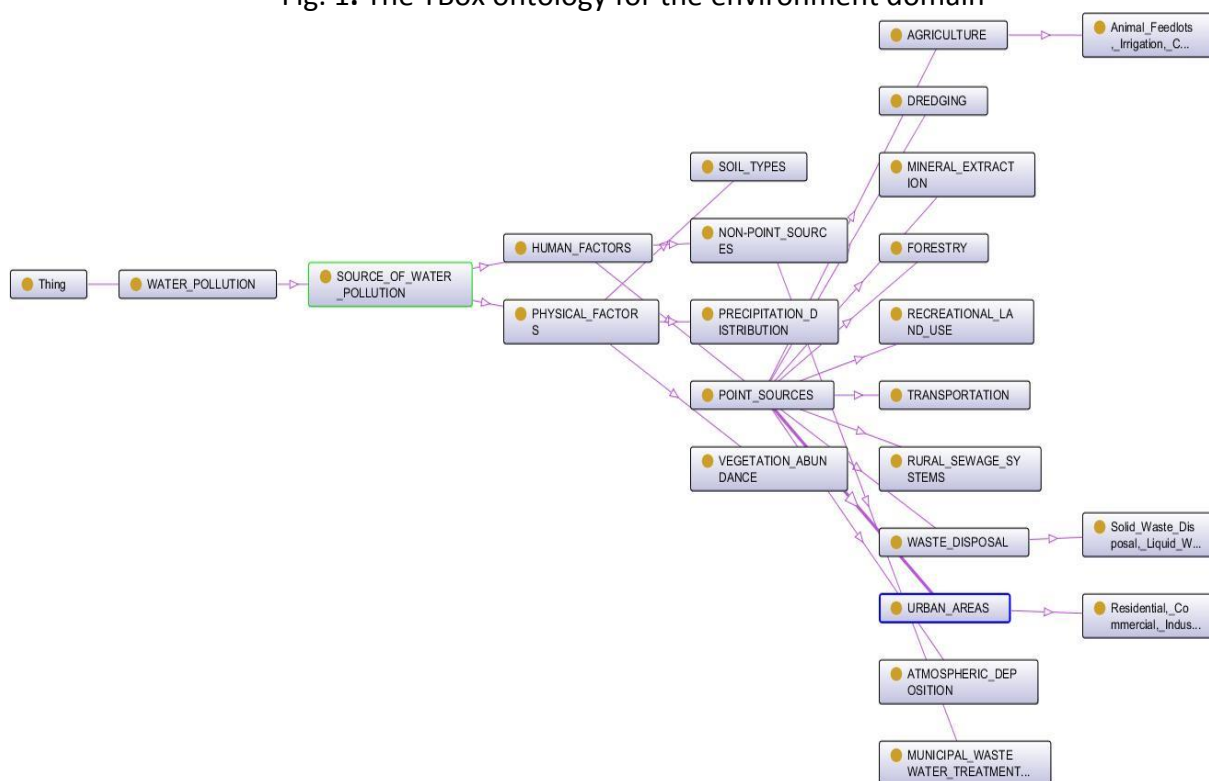 Fig. 1. The TBox ontology for the environment domain
AGRICULTURE
Animal_Feedlots
,_Irrigation,_C...
DREDGING
SOIL_TYPES
MINERAL_EXTRACT
ION
HUMAN_FACTORS
NON-POINT_SOURC
ES
FORESTRY
Thing
WATER_POLLUTION
SOURCE_OF_WATER
_POLLUTION
PHYSICAL_FACTOR
S
PRECIPITATION_D
ISTRIBUTION
RECREATIONAL_LA
ND_USE
POINT_SOURCES
TRANSPORTATION
VEGETATION_ABUN
DANCE
RURAL_SEWAGE_SY
STEMS
WASTE_DISPOSAL
Solid_Waste_Dis
posal,_Liquid_W...
URBAN_AREAS
Residential,_Co
mmercial,_Indus...
ATMOSPHERIC_DEP
OSITION
MUNICIPAL_WASTE
WATER_TREATMENT...